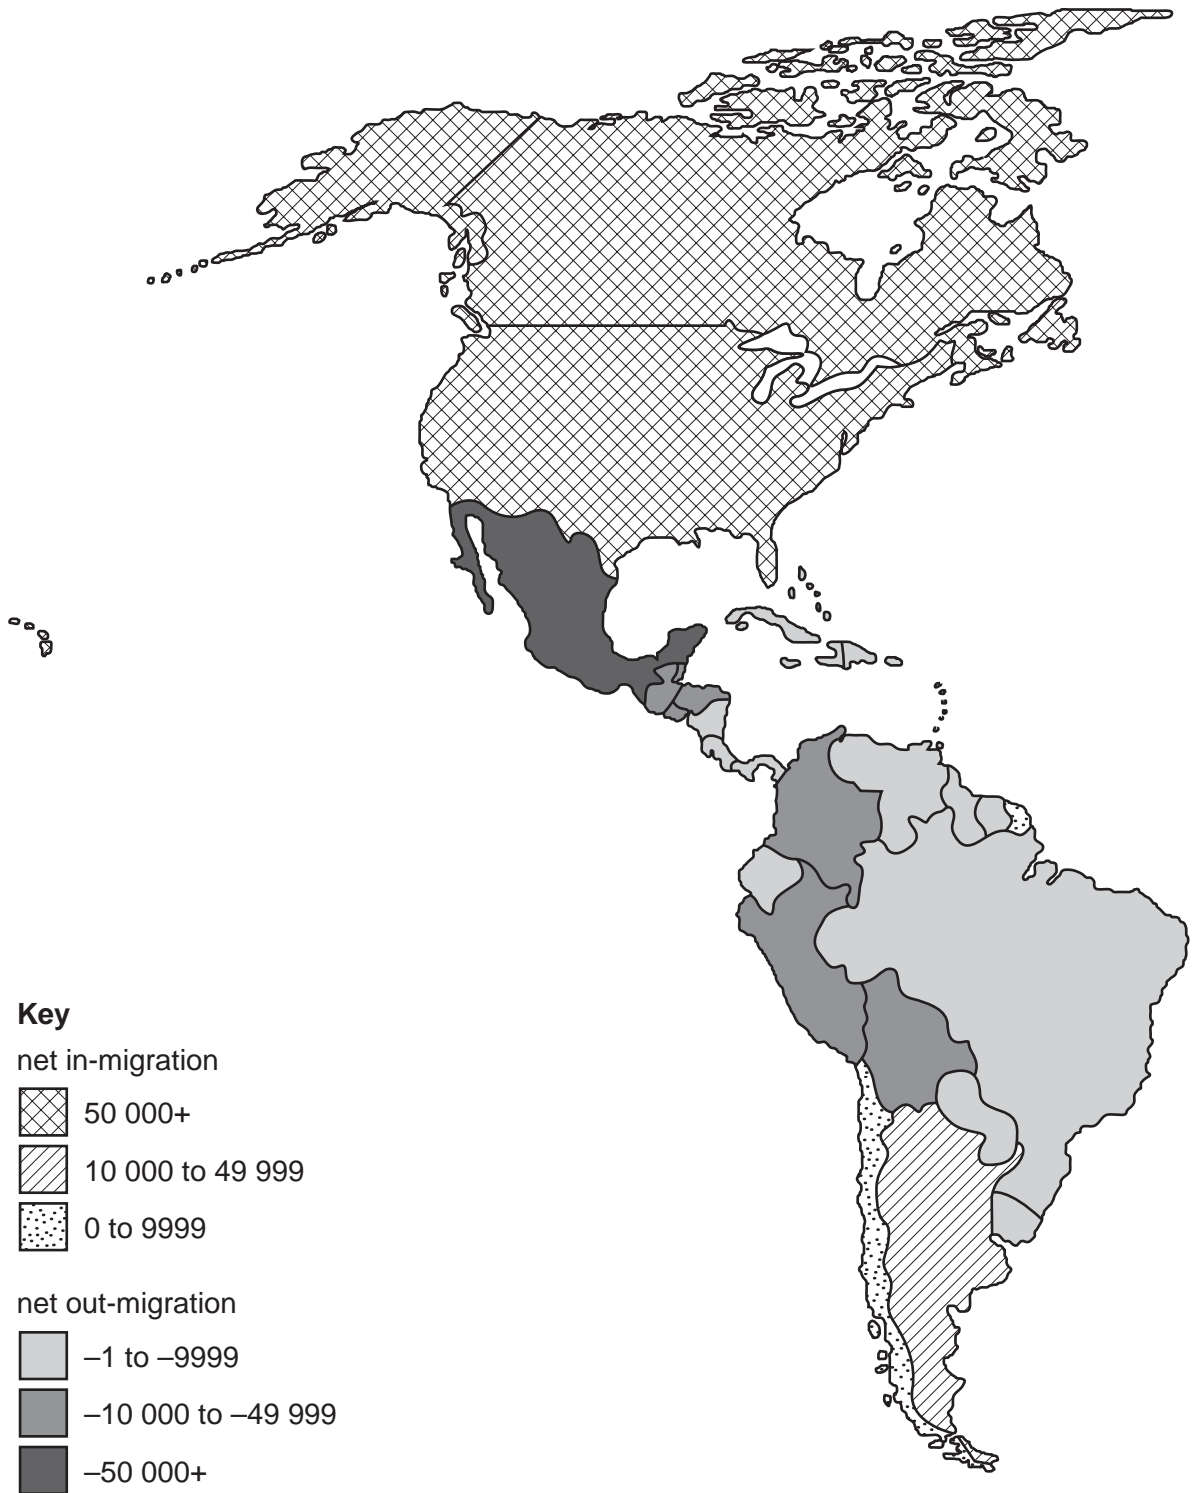 Key
net in-migration
50 000+
10 000 to 49 999
0 to 9999
net out-migration
–1 to –9999
–10 000 to –49 999
–50 000+